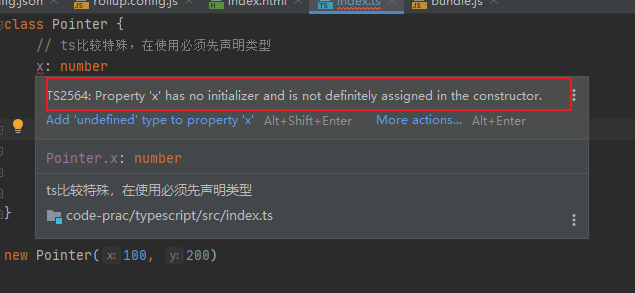 nfig.json rollup.config.js index.html index.ts bundle.js
class Pointer {
// ts比较特殊，在使用必须先声明类型
x: number
TS2564: Property 'x' has no initializer and is not definitely assigned in the constructor.
Add 'undefined' type to property 'x' Alt+Shift+Enter More actions... Alt+Enter
Pointer.x: number
ts比较特殊，在使用必须先声明类型
code-prac/typescript/src/index.ts
}
new Pointer( x: 100, y: 200)